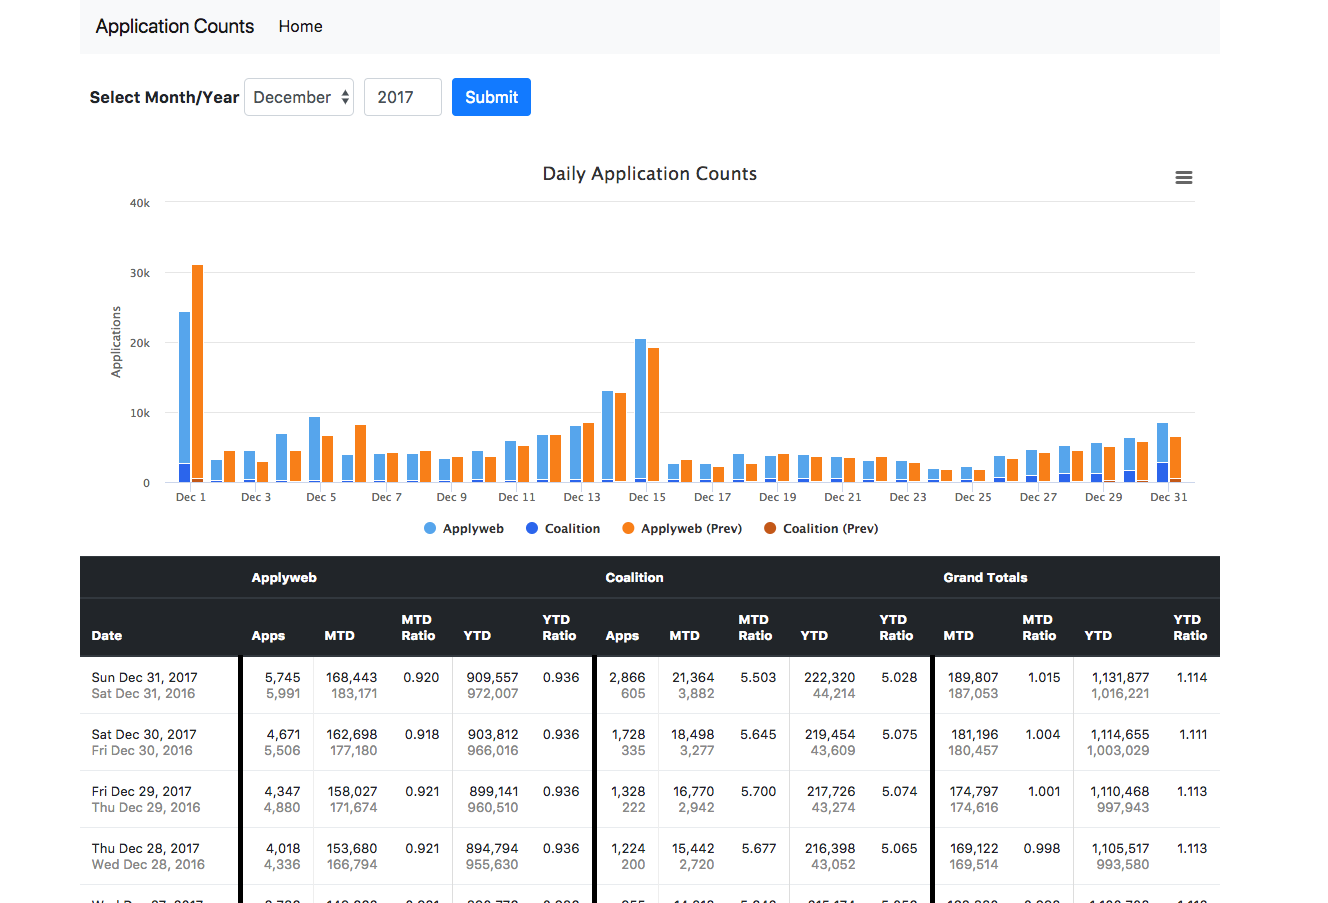 Application Counts Home
Select Month/Year December 2017 Submit
Daily Application Counts
40k
30k
20k
10k
0
Applications
Dec 1 Dec 3 Dec 5 Dec 7 Dec 9 Dec 11 Dec 13 Dec 15 Dec 17 Dec 19 Dec 21 Dec 23 Dec 25 Dec 27 Dec 29 Dec 31
Applyweb Coalition Applyweb (Prev) Coalition (Prev)
Applyweb Coalition Grand Totals
Date Apps MTD MTD Ratio YTD YTD Ratio Apps MTD MTD Ratio YTD YTD Ratio MTD MTD Ratio YTD YTD Ratio
Sun Dec 31, 2017 5,745 168,443 0.920 909,557 0.936 2,866 21,364 5.503 222,320 5.028 189,807 1.015 1,131,877 1.114
Sat Dec 31, 2016 5,991 183,171 972,007 605 3,882 44,214 187,053 1,016,221
Sat Dec 30, 2017 4,671 162,698 0.918 903,812 0.936 1,728 18,498 5.645 219,454 5.075 181,196 1.004 1,114,655 1.111
Fri Dec 30, 2016 5,506 177,180 966,016 335 3,277 43,609 180,457 1,003,029
Fri Dec 29, 2017 4,347 158,027 0.921 899,141 0.936 1,328 16,770 5.700 217,726 5.074 174,797 1.001 1,110,468 1.113
Thu Dec 29, 2016 4,880 171,674 960,510 222 2,942 43,274 174,616 997,943
Thu Dec 28, 2017 4,018 153,680 0.921 894,794 0.936 1,224 15,442 5.677 216,398 5.065 169,122 0.998 1,105,517 1.113
Wed Dec 28, 2016 4,336 166,794 955,630 200 2,720 43,052 169,514 993,580